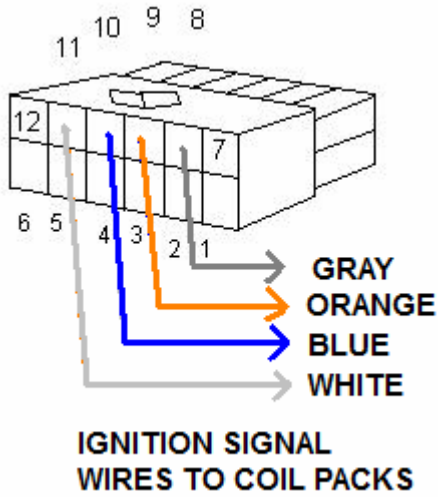 11 10 9 8
12 7
6 5 4 3 2 1
GRAY
ORANGE
BLUE
WHITE
IGNITION SIGNAL
WIRES TO COIL PACKS